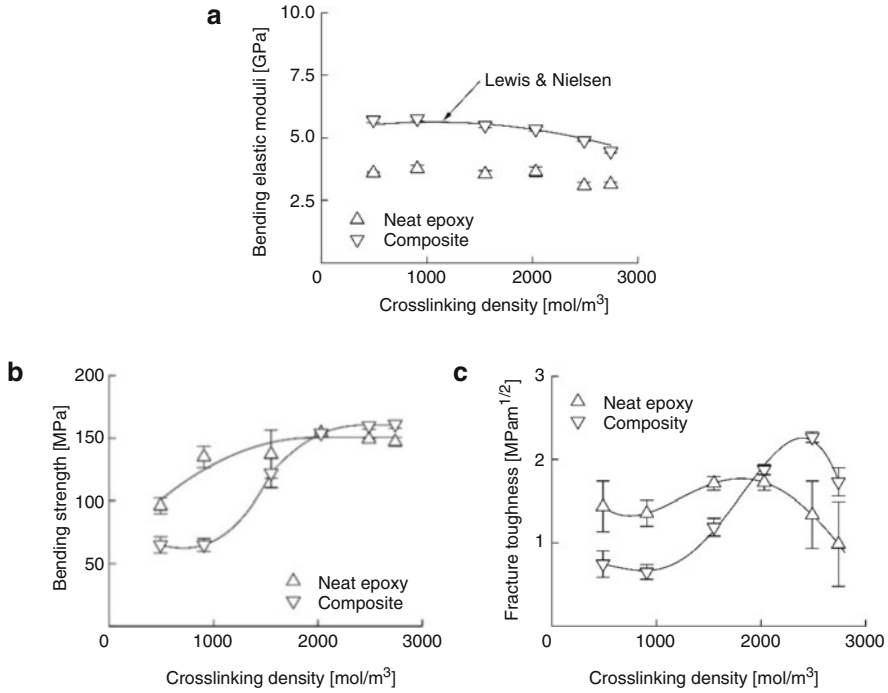 a
10.0
7.5
5.0
2.5
0 1000 2000 3000
Bending elastic moduli [GPa]
Lewis & Nielsen
Neat epoxy
Composite
Crosslinking density [mol/m³]
b
200
150
100
50
0 1000 2000 3000
Bending strength [MPa]
Neat epoxy
Composite
Crosslinking density [mol/m³]
c
3
2
1
0 1000 2000 3000
Fracture toughness [MPam1/2]
Neat epoxy
Composity
Crosslinking density [mol/m³]